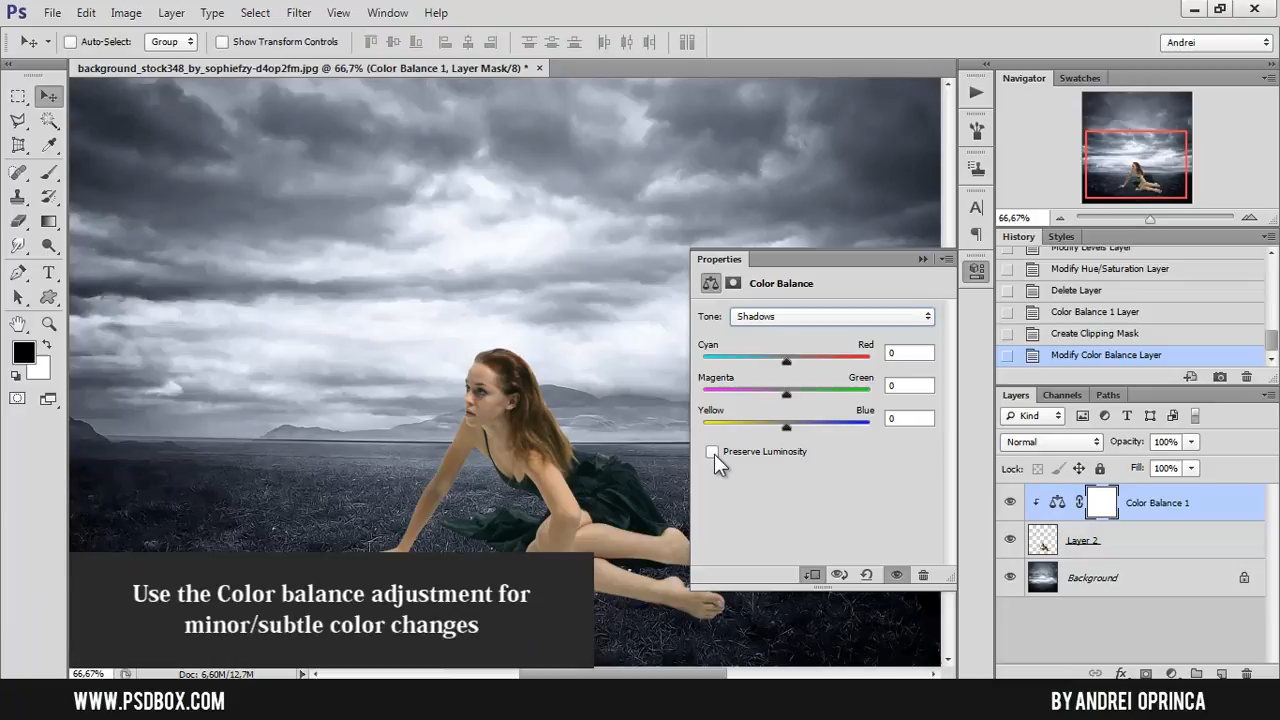 Ps File Edit Image Layer Type Select Filter View Window Help
Auto-Select: Group Show Transform Controls Andrei
background_stock348_by_sophiefzy-d4op2fm.jpg @ 66,7% (Color Balance 1, Layer Mask/8) *
Navigator Swatches
66,67%
History Styles
Modify Levels Layer
Modify Hue/Saturation Layer
Delete Layer
Color Balance 1 Layer
Create Clipping Mask
Modify Color Balance Layer
Properties
Color Balance
Tone: Shadows
Cyan Red 0
Magenta Green 0
Yellow Blue 0
Preserve Luminosity
Layers Channels Paths
Kind
Normal Opacity: 100%
Lock: Fill: 100%
Color Balance 1
Layer 2
Background
Use the Color balance adjustment for
minor/subtle color changes
66,67% Doc: 6,60M/12,7M
WWW.PSDBOX.COM BY ANDREI OPRINCA